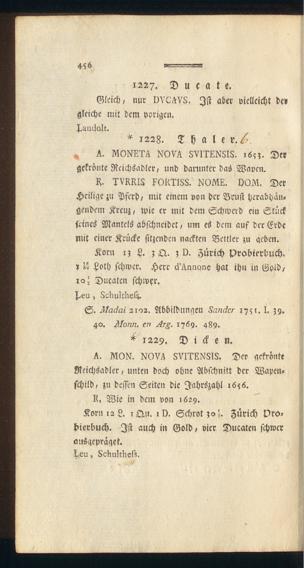 456
1227. Ducate.
Gleich, nur DVCAVS. Ist aber vielleicht der
gleiche mit dem vorigen.
Landolt.
* 1228. Thaler. 6.
A. MONETA NOVA SVITENSIS. 1653. Der
gekrönte Reichsadler, und darunter das Wapen.
R. TVRRIS FORTISS. NOME. DOM. Der
Heilige zu Pferd, mit einem von der Brust herabhän-
gendem Kreuz, wie er mit dem Schwerd ein Stück
seines Mantels abschneidet, um es dem auf der Erde
mit einer Krücke sitzenden nackten Bettler zu geben.
Korn 13 L. 3 Q. 3 D. Zürich Probierbuch.
Loth schwer. Herr d'Annone hat ihn in Gold,
10½ Ducaten schwer.
Leu, Schultheß.
S. Madai 2102. Abbildungen Sander 1751. l. 39.
40. Monn. en Arg. 1769. 489.
* 1229. Dicken.
A. MON. NOVA SVITENSIS. Der gekrönte
Reichsadler, unten doch ohne Abschnitt der Wapen-
schild, zu dessen Seiten die Jahrszahl 1656.
R. Wie in dem von 1629.
Korn 12 L. 1 Qu. 1 D. Schrot 30½. Zürich Pro-
bierbuch. Ist auch in Gold, vier Ducaten schwer
ausgepräget.
Leu, Schultheß.